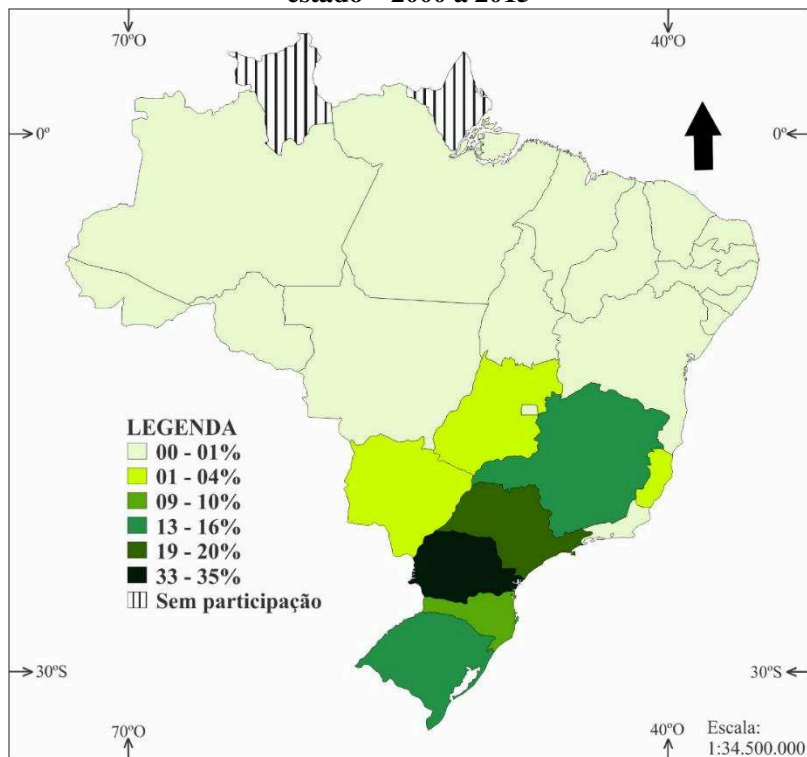 estado – 2000 a 2015
70ºO
40ºO
0º
0º
LEGENDA
00 - 01%
01 - 04%
09 - 10%
13 - 16%
19 - 20%
33 - 35%
Sem participação
30ºS
30ºS
70ºO
40ºO
Escala:
1:34.500.000